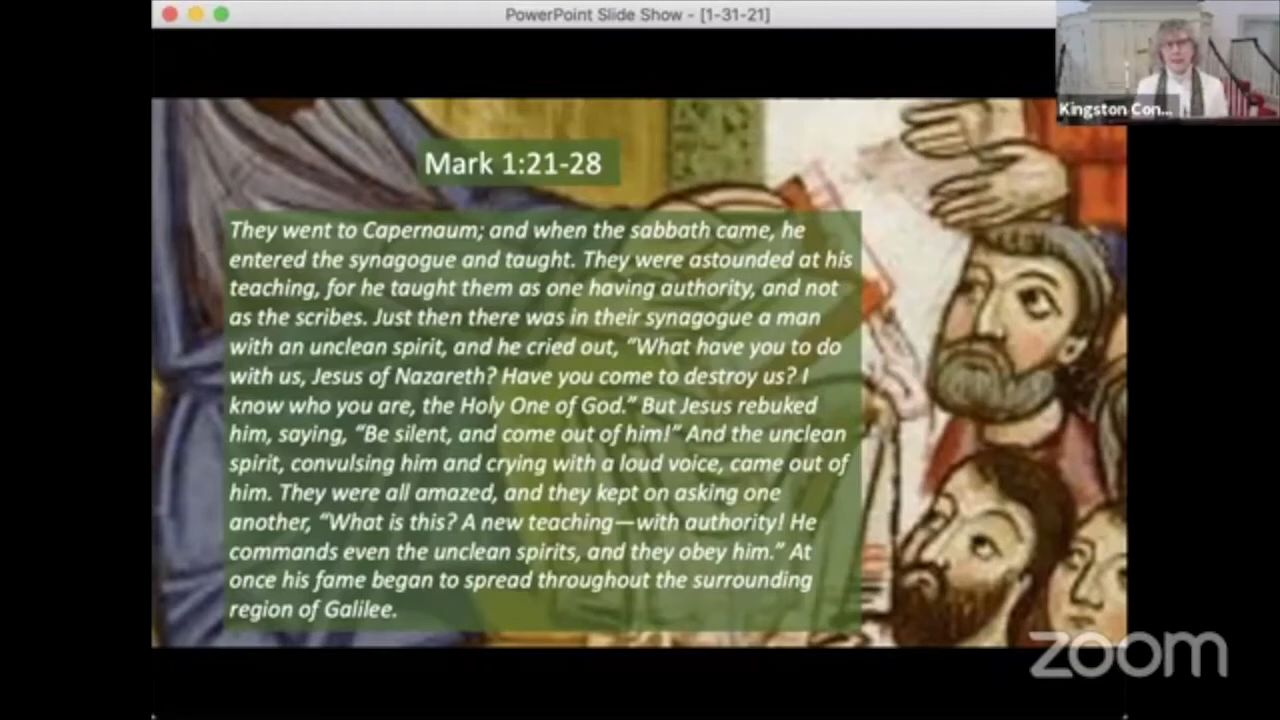 PowerPoint Slide Show - [1-31-21]
Kingston Con...
Mark 1:21-28
They went to Capernaum; and when the sabbath came, he
entered the synagogue and taught. They were astounded at his
teaching, for he taught them as one having authority, and not
as the scribes. Just then there was in their synagogue a man
with an unclean spirit, and he cried out, “What have you to do
with us, Jesus of Nazareth? Have you come to destroy us? I
know who you are, the Holy One of God.” But Jesus rebuked
him, saying, “Be silent, and come out of him!” And the unclean
spirit, convulsing him and crying with a loud voice, came out of
him. They were all amazed, and they kept on asking one
another, “What is this? A new teaching—with authority! He
commands even the unclean spirits, and they obey him.” At
once his fame began to spread throughout the surrounding
region of Galilee.
zoom